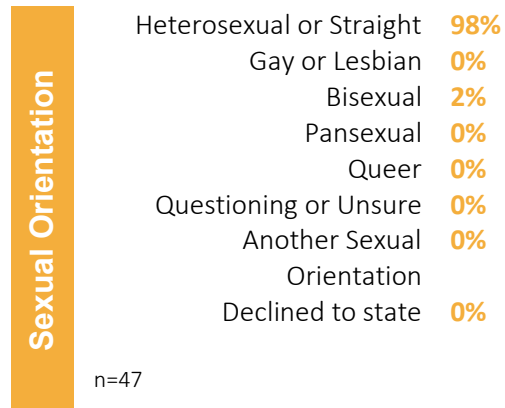 Sexual Orientation
Heterosexual or Straight 98%
Gay or Lesbian 0%
Bisexual 2%
Pansexual 0%
Queer 0%
Questioning or Unsure 0%
Another Sexual 0%
Orientation
Declined to state 0%
n=47